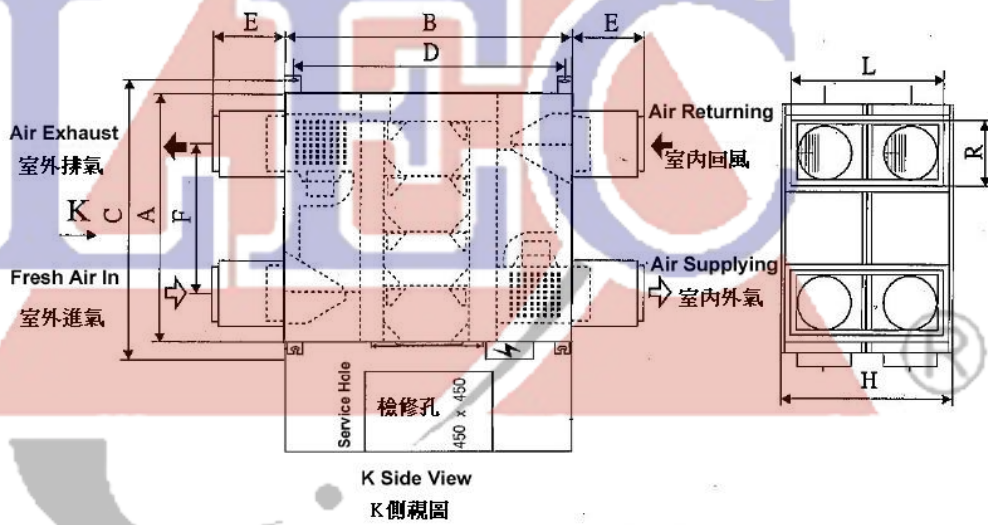 E
B
E
D
L
Air Exhaust
室外排氣
Air Returning
室內回風
R
K
C
A
F
Fresh Air In
室外進氣
Air Supplying
室內外氣
H
®
Service Hole
檢修孔
450 x 450
K Side View
K側視圖
LEC